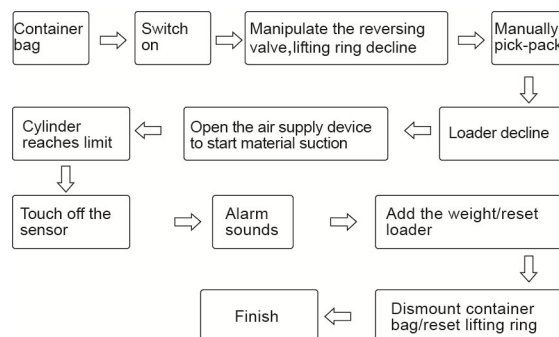 Container
bag
Switch
on
Manipulate the reversing
valve,lifting ring decline
Manually
pick-pack
Loader decline
Open the air supply device
to start material suction
Cylinder
reaches limit
Touch off the
sensor
Alarm
sounds
Add the weight/reset
loader
Dismount container
bag/reset lifting ring
Finish